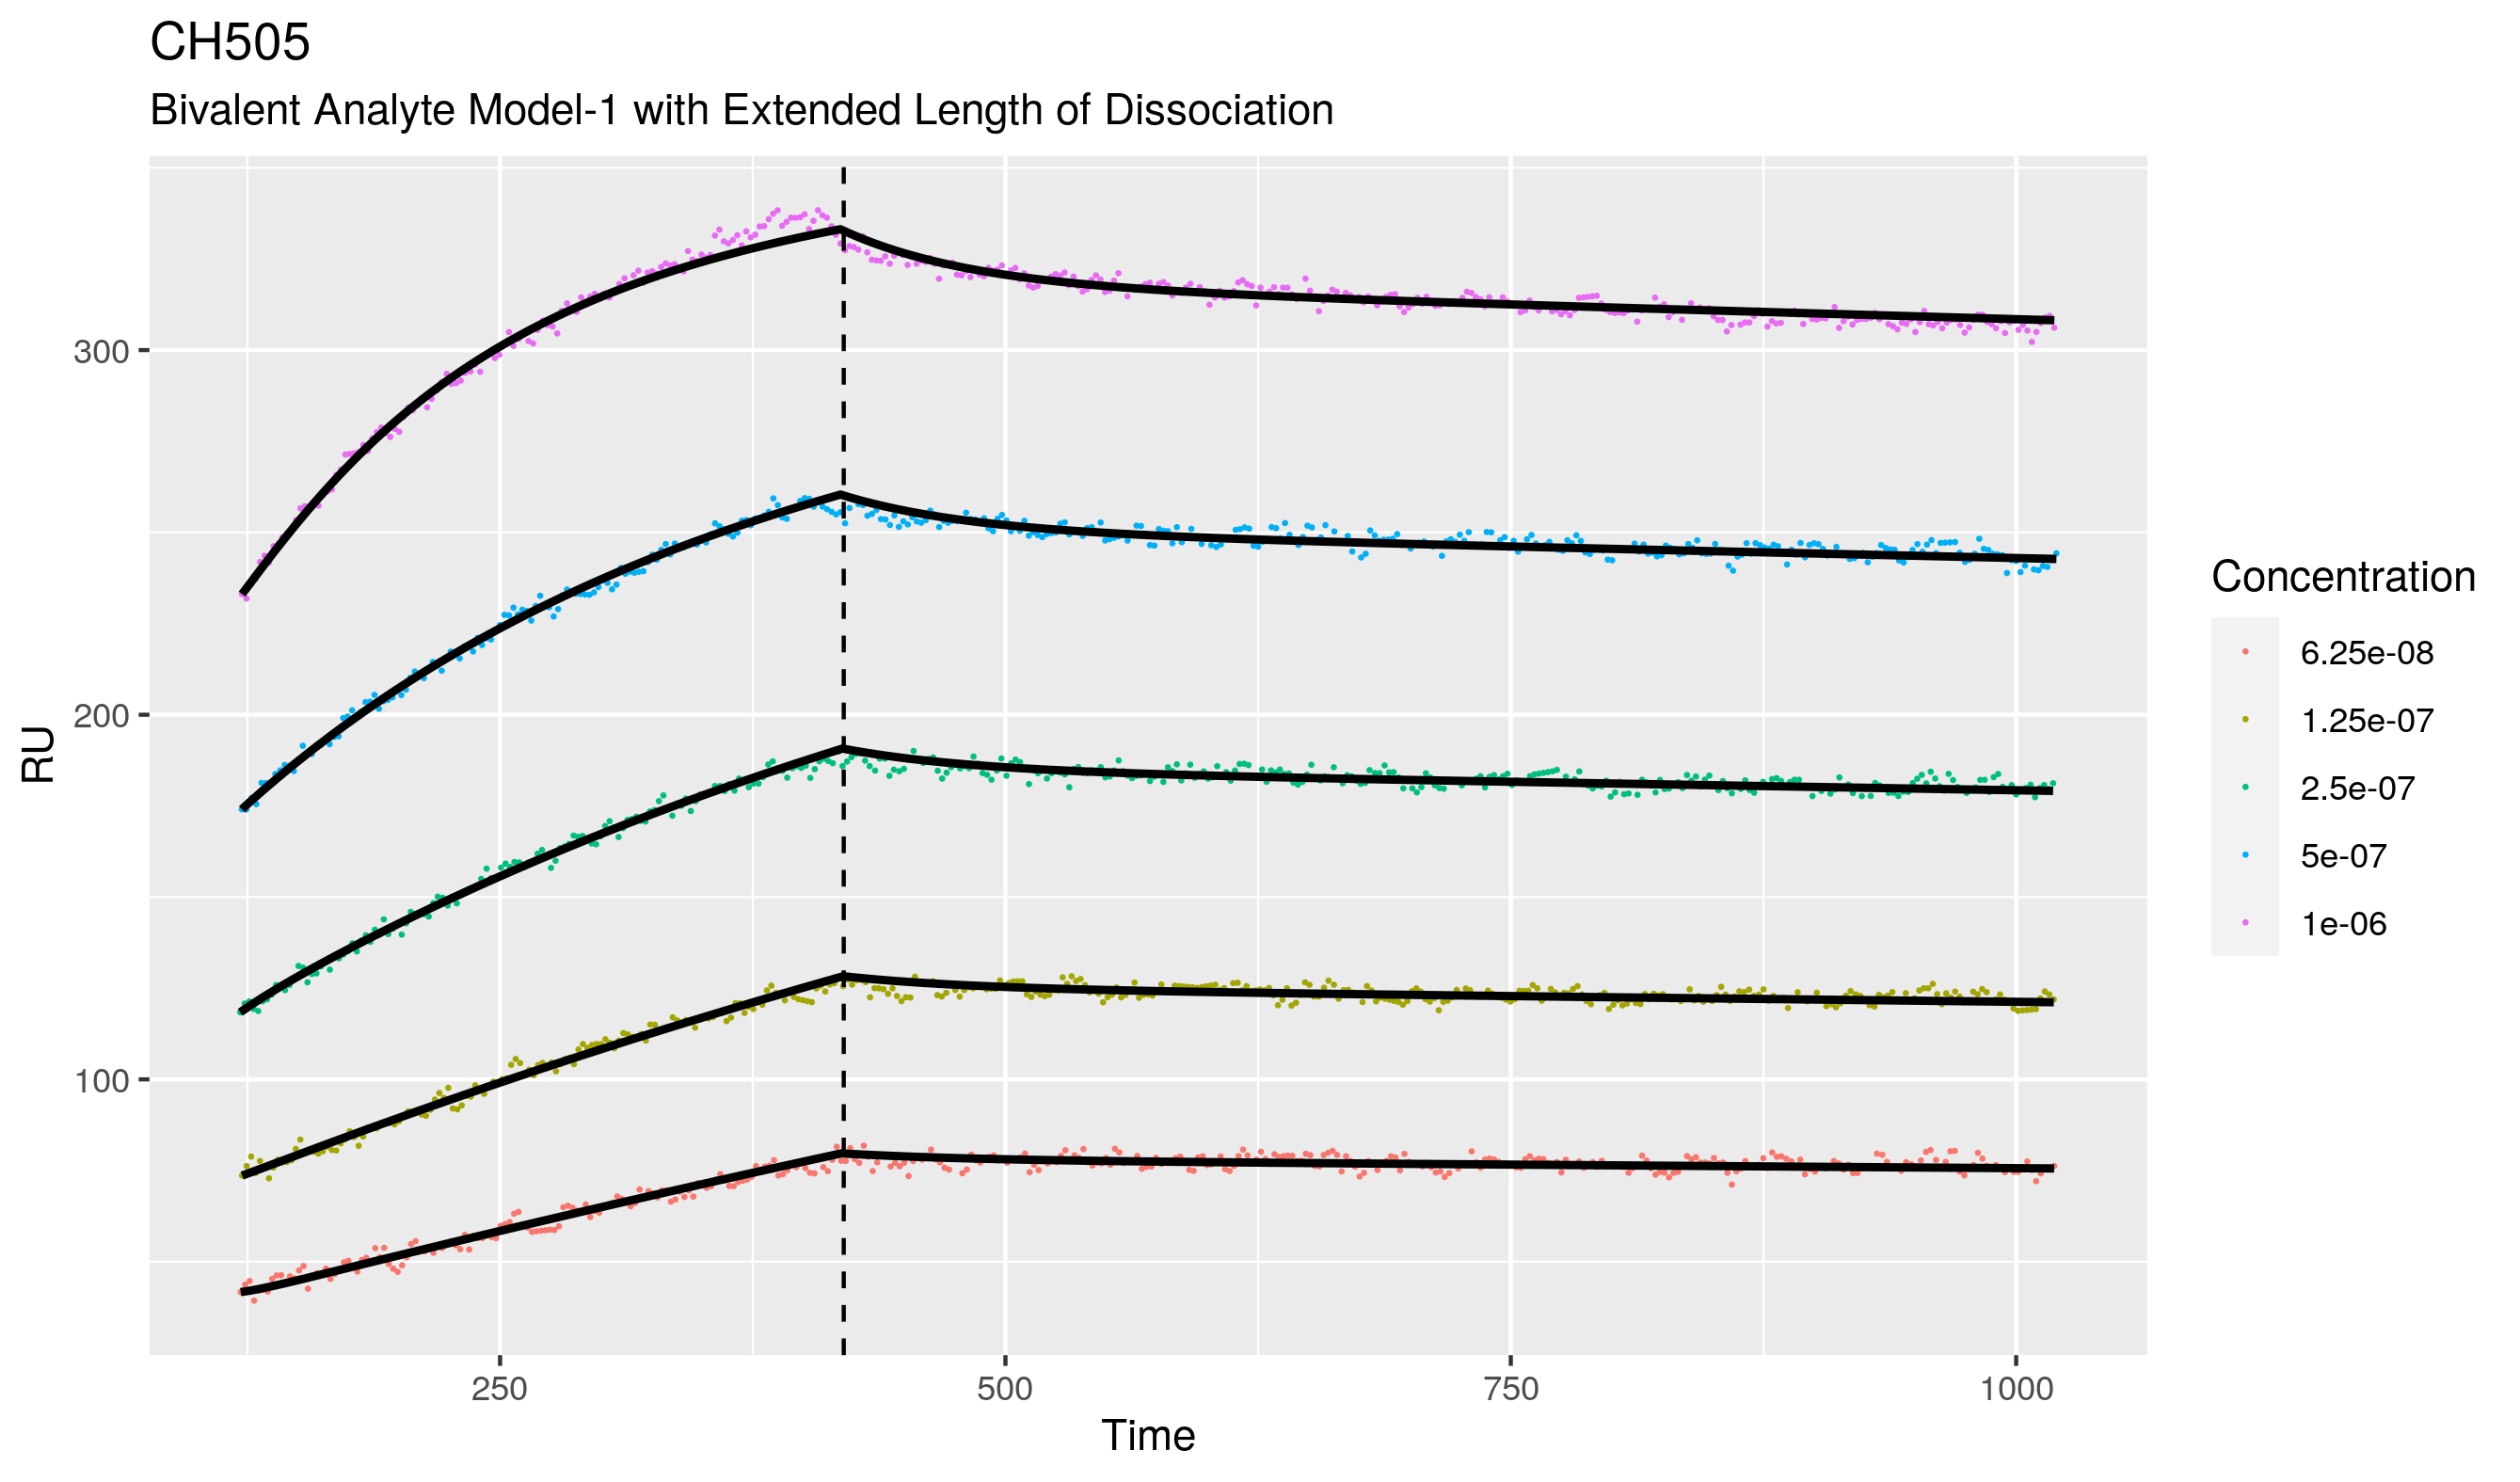 CH505
Bivalent Analyte Model-1 with Extended Length of Dissociation
RU
300
200
100
250
500
750
1000
Time
Concentration
6.25e-08
1.25e-07
2.5e-07
5e-07
1e-06